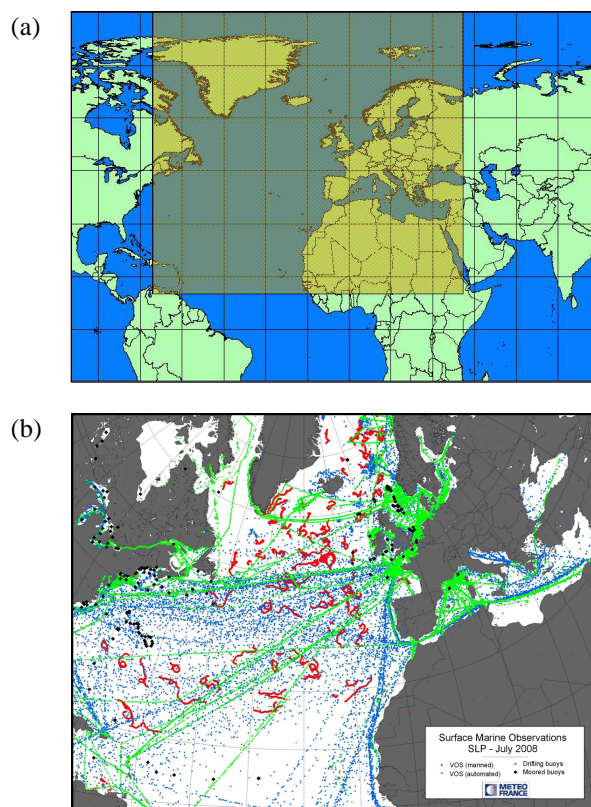 (a)
(b)
Surface Marine Observations
SLP - July 2008
VOS (manned)
Drifting buoys
VOS (automated)
Moored buoys
METEO
FRANCE